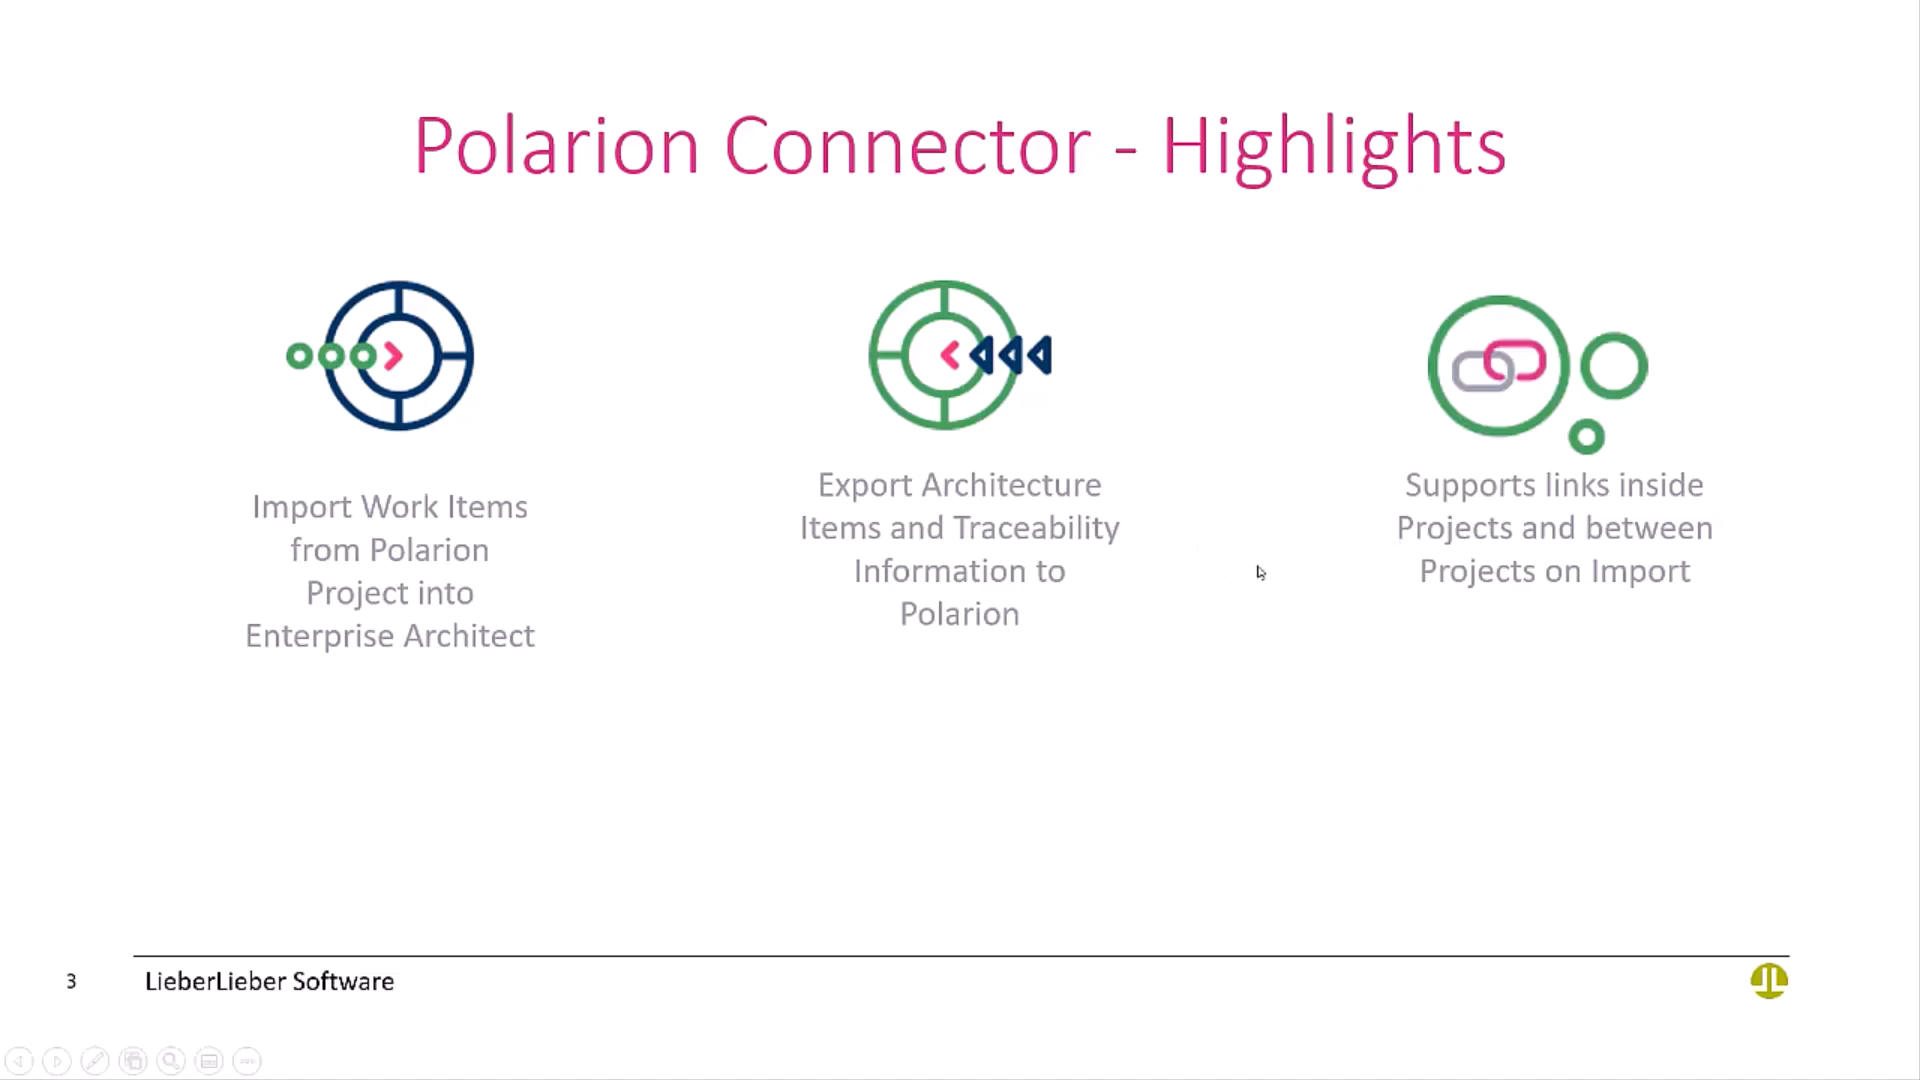 Polarion Connector - Highlights
Import Work Items
from Polarion
Project into
Enterprise Architect
Export Architecture
Items and Traceability
Information to
Polarion
Supports links inside
Projects and between
Projects on Import
3
LieberLieber Software